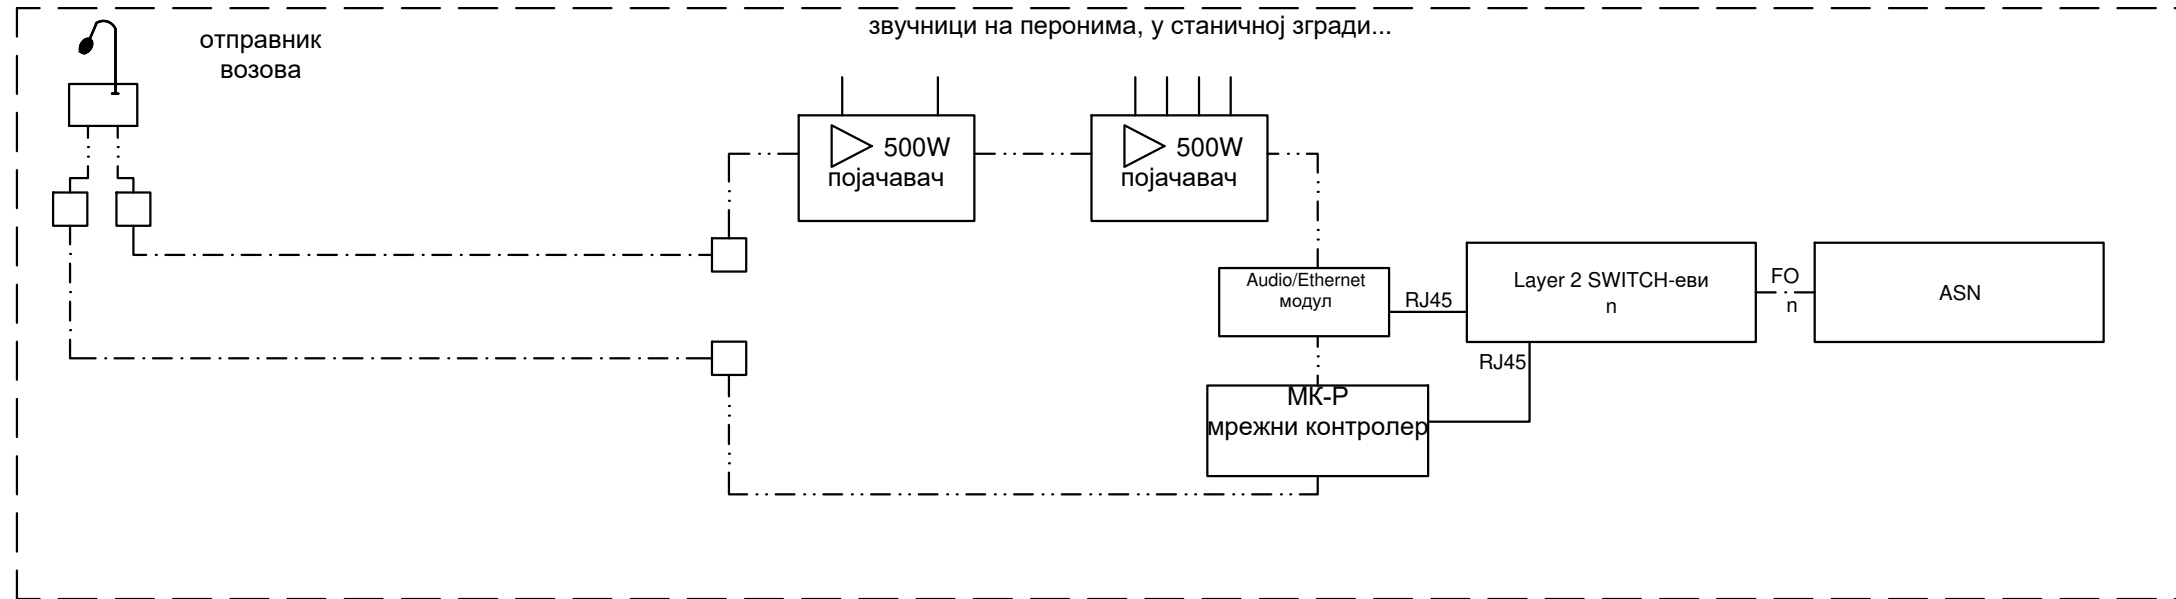 звучници на перонима, у станичној згради...
отправник
возова
500W
појачавач
500W
појачавач
Audio/Ethernet
модул
RJ45
Layer 2 SWITCH-еви
n
FO
n
ASN
RJ45
МК-Р
мрежни контролер